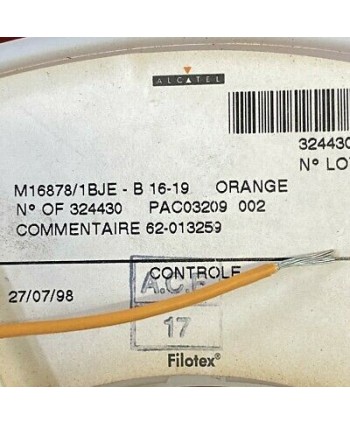 ALCATEL
324430
N° LO
M16878/1BJE - B 16-19 ORANGE
N° OF 324430 PAC03209 002
COMMENTAIRE 62-013259
CONTROLE
27/07/98
17
Filotex®